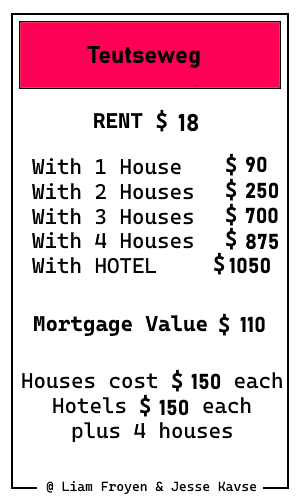 Teutseweg
RENT $ 18
With 1 House $ 90
With 2 Houses $ 250
With 3 Houses $ 700
With 4 Houses $ 875
With HOTEL $1050
Mortgage Value $ 110
Houses cost $ 150 each
Hotels $ 150 each
plus 4 houses
@ Liam Froyen & Jesse Kavse